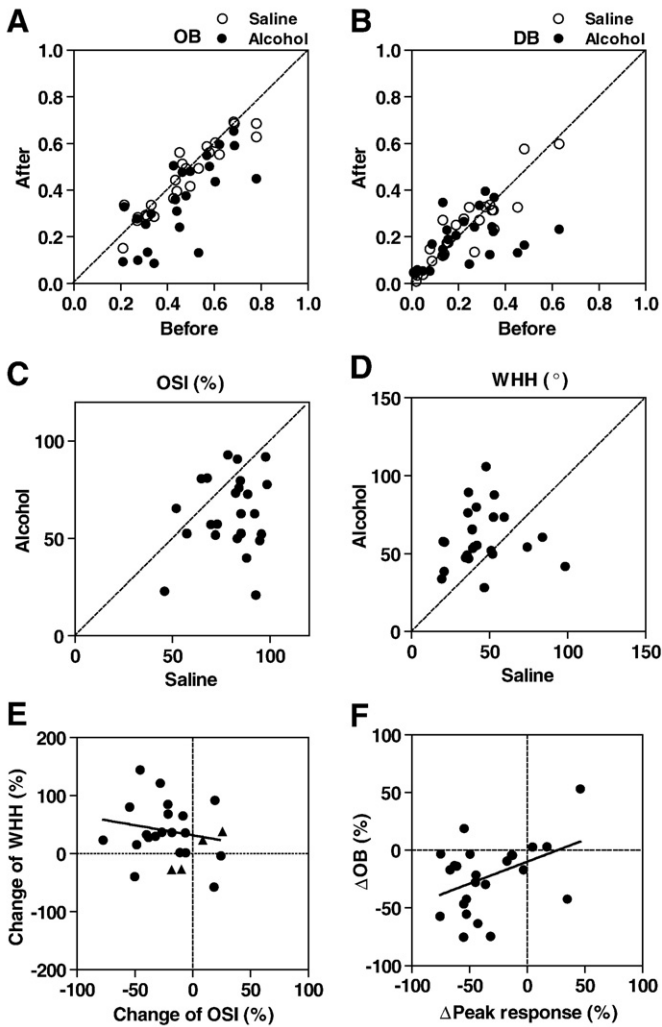 A
OB
Saline
Alcohol
1.0
0.8
0.6
0.4
0.2
0.0
After
0.0 0.2 0.4 0.6 0.8 1.0
Before
B
DB
Saline
Alcohol
1.0
0.8
0.6
0.4
0.2
0.0
After
0.0 0.2 0.4 0.6 0.8 1.0
Before
C
OSI (%)
100
50
0
Alcohol
0 50 100
Saline
D
WHH (°)
150
100
50
0
Alcohol
0 50 100 150
Saline
E
200
100
0
-100
-200
Change of WHH (%)
-100 -50 0 50 100
Change of OSI (%)
F
100
50
0
-50
-100
ΔOB (%)
-100 -50 0 50 100
ΔPeak response (%)